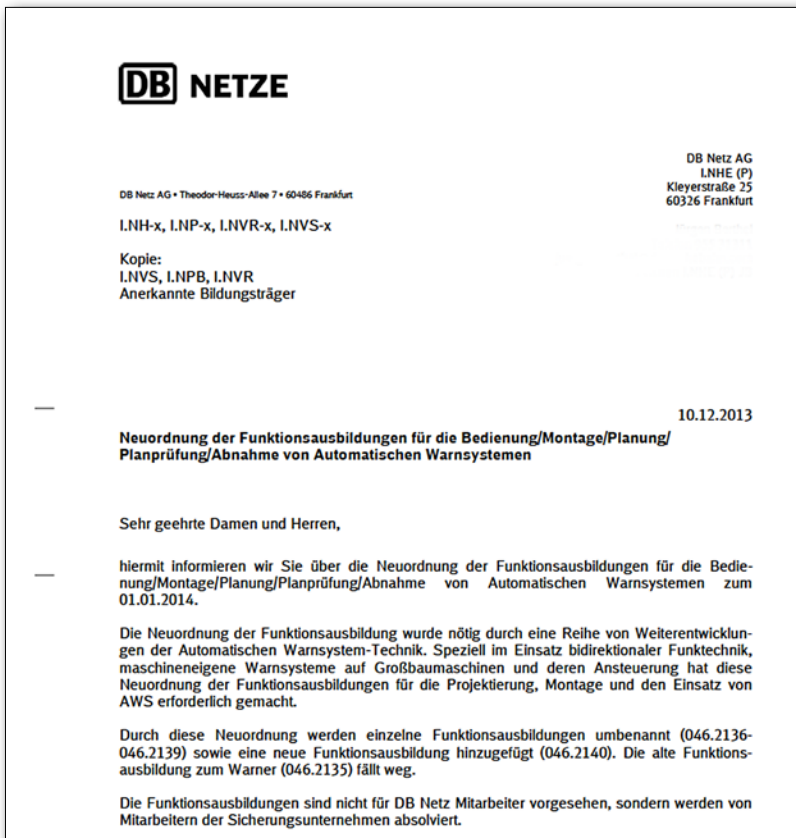 DB NETZE
DB Netz AG
I.NHE (P)
Kleyerstraße 25
60326 Frankfurt
DB Netz AG • Theodor-Heuss-Allee 7 • 60486 Frankfurt
I.NH-x, I.NP-x, I.NVR-x, I.NVS-x
Kopie:
I.NVS, I.NPB, I.NVR
Anerkannte Bildungsträger
10.12.2013
Neuordnung der Funktionsausbildungen für die Bedienung/Montage/Planung/
Planprüfung/Abnahme von Automatischen Warnsystemen
Sehr geehrte Damen und Herren,
hiermit informieren wir Sie über die Neuordnung der Funktionsausbildungen für die Bedie-
nung/Montage/Planung/Planprüfung/Abnahme von Automatischen Warnsystemen zum
01.01.2014.
Die Neuordnung der Funktionsausbildung wurde nötig durch eine Reihe von Weiterentwicklun-
gen der Automatischen Warnsystem-Technik. Speziell im Einsatz bidirektionaler Funktechnik,
maschineneigene Warnsysteme auf Großbaumaschinen und deren Ansteuerung hat diese
Neuordnung der Funktionsausbildungen für die Projektierung, Montage und den Einsatz von
AWS erforderlich gemacht.
Durch diese Neuordnung werden einzelne Funktionsausbildungen umbenannt (046.2136-
046.2139) sowie eine neue Funktionsausbildung hinzugefügt (046.2140). Die alte Funktions-
ausbildung zum Warner (046.2135) fällt weg.
Die Funktionsausbildungen sind nicht für DB Netz Mitarbeiter vorgesehen, sondern werden von
Mitarbeitern der Sicherungsunternehmen absolviert.